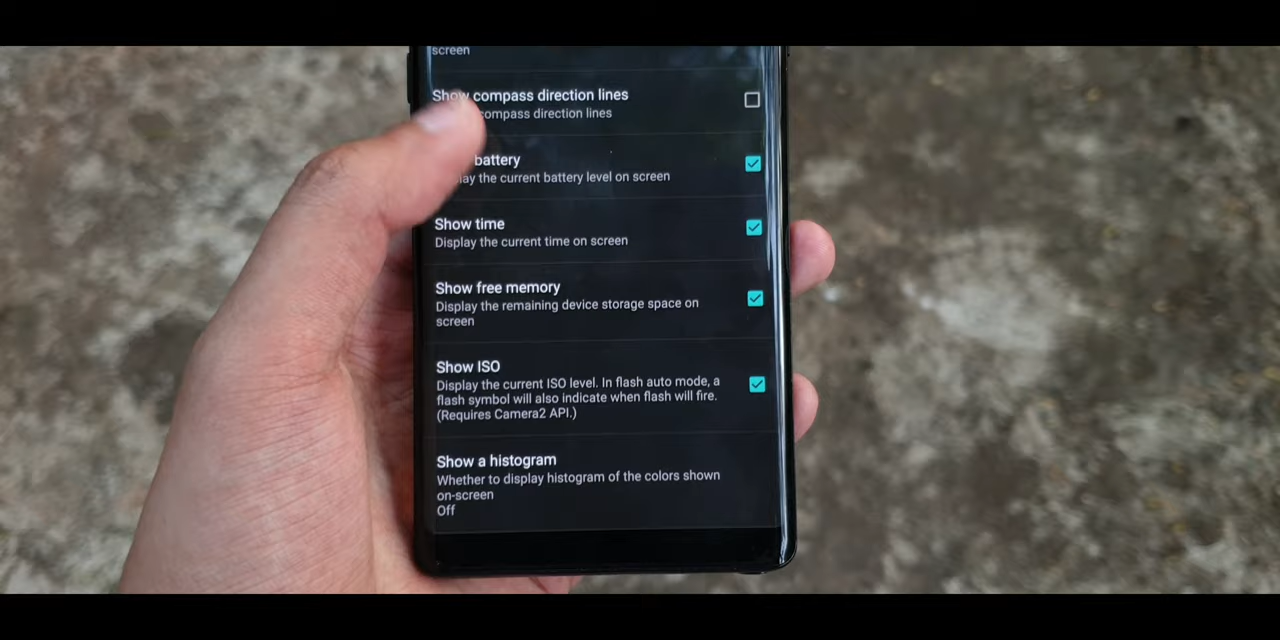 screen
Show compass direction lines
compass direction lines
battery
the current battery level on screen
Show time
Display the current time on screen
Show free memory
Display the remaining device storage space on
screen
Show ISO
Display the current ISO level. In flash auto mode, a
flash symbol will also indicate when flash will fire.
(Requires Camera2 API.)
Show a histogram
Whether to display histogram of the colors shown
on-screen
Off